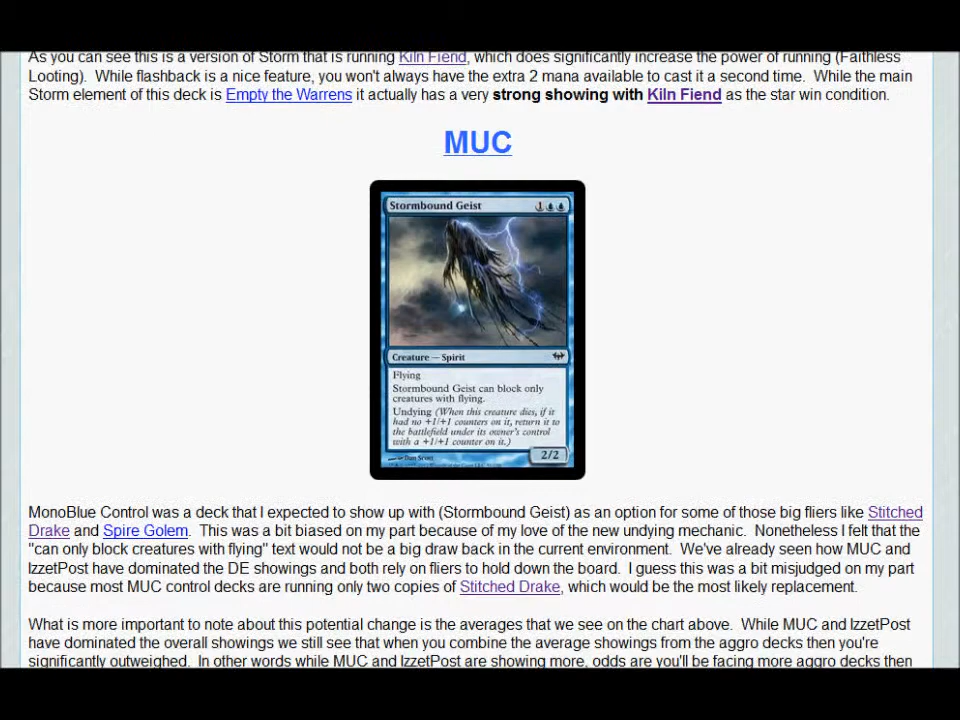 As you can see this is a version of Storm that is running Kiln Fiend, which does significantly increase the power of running (Faithless
Looting).  While flashback is a nice feature, you won't always have the extra 2 mana available to cast it a second time.  While the main
Storm element of this deck is Empty the Warrens it actually has a very strong showing with Kiln Fiend as the star win condition.
MUC
Stormbound Geist
1
Creature — Spirit
Flying
Stormbound Geist can block only
creatures with flying.
Undying (When this creature dies, if it
had no +1/+1 counters on it, return it to
the battlefield under its owner's control
with a +1/+1 counter on it.)
Dan Scott
2/2
MonoBlue Control was a deck that I expected to show up with (Stormbound Geist) as an option for some of those big fliers like Stitched
Drake and Spire Golem.  This was a bit biased on my part because of my love of the new undying mechanic.  Nonetheless I felt that the
"can only block creatures with flying" text would not be a big draw back in the current environment.  We've already seen how MUC and
IzzetPost have dominated the DE showings and both rely on fliers to hold down the board.  I guess this was a bit misjudged on my part
because most MUC control decks are running only two copies of Stitched Drake, which would be the most likely replacement.
What is more important to note about this potential change is the averages that we see on the chart above.  While MUC and IzzetPost
have dominated the overall showings we still see that when you combine the average showings from the aggro decks then you're
significantly outweighed.  In other words while MUC and IzzetPost are showing more, odds are you'll be facing more aggro decks then